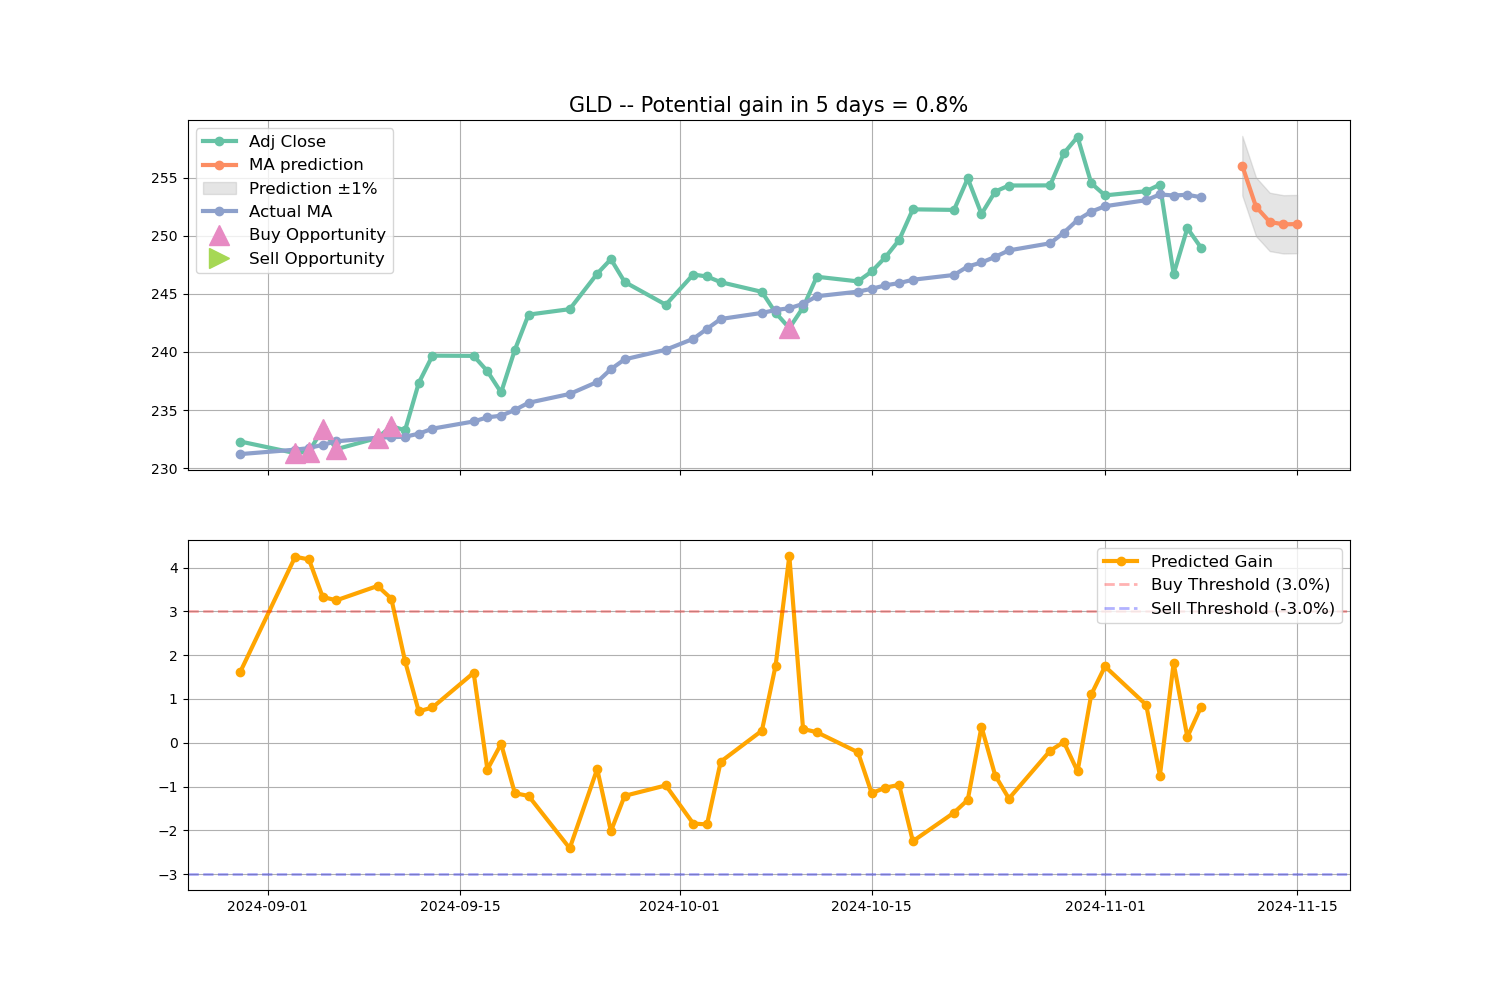 GLD -- Potential gain in 5 days = 0.8%
Adj Close
MA prediction
Prediction ±1%
Actual MA
Buy Opportunity
Sell Opportunity
255
250
245
240
235
230
Predicted Gain
Buy Threshold (3.0%)
Sell Threshold (-3.0%)
4
3
2
1
0
−1
−2
−3
2024-09-01 2024-09-15 2024-10-01 2024-10-15 2024-11-01 2024-11-15